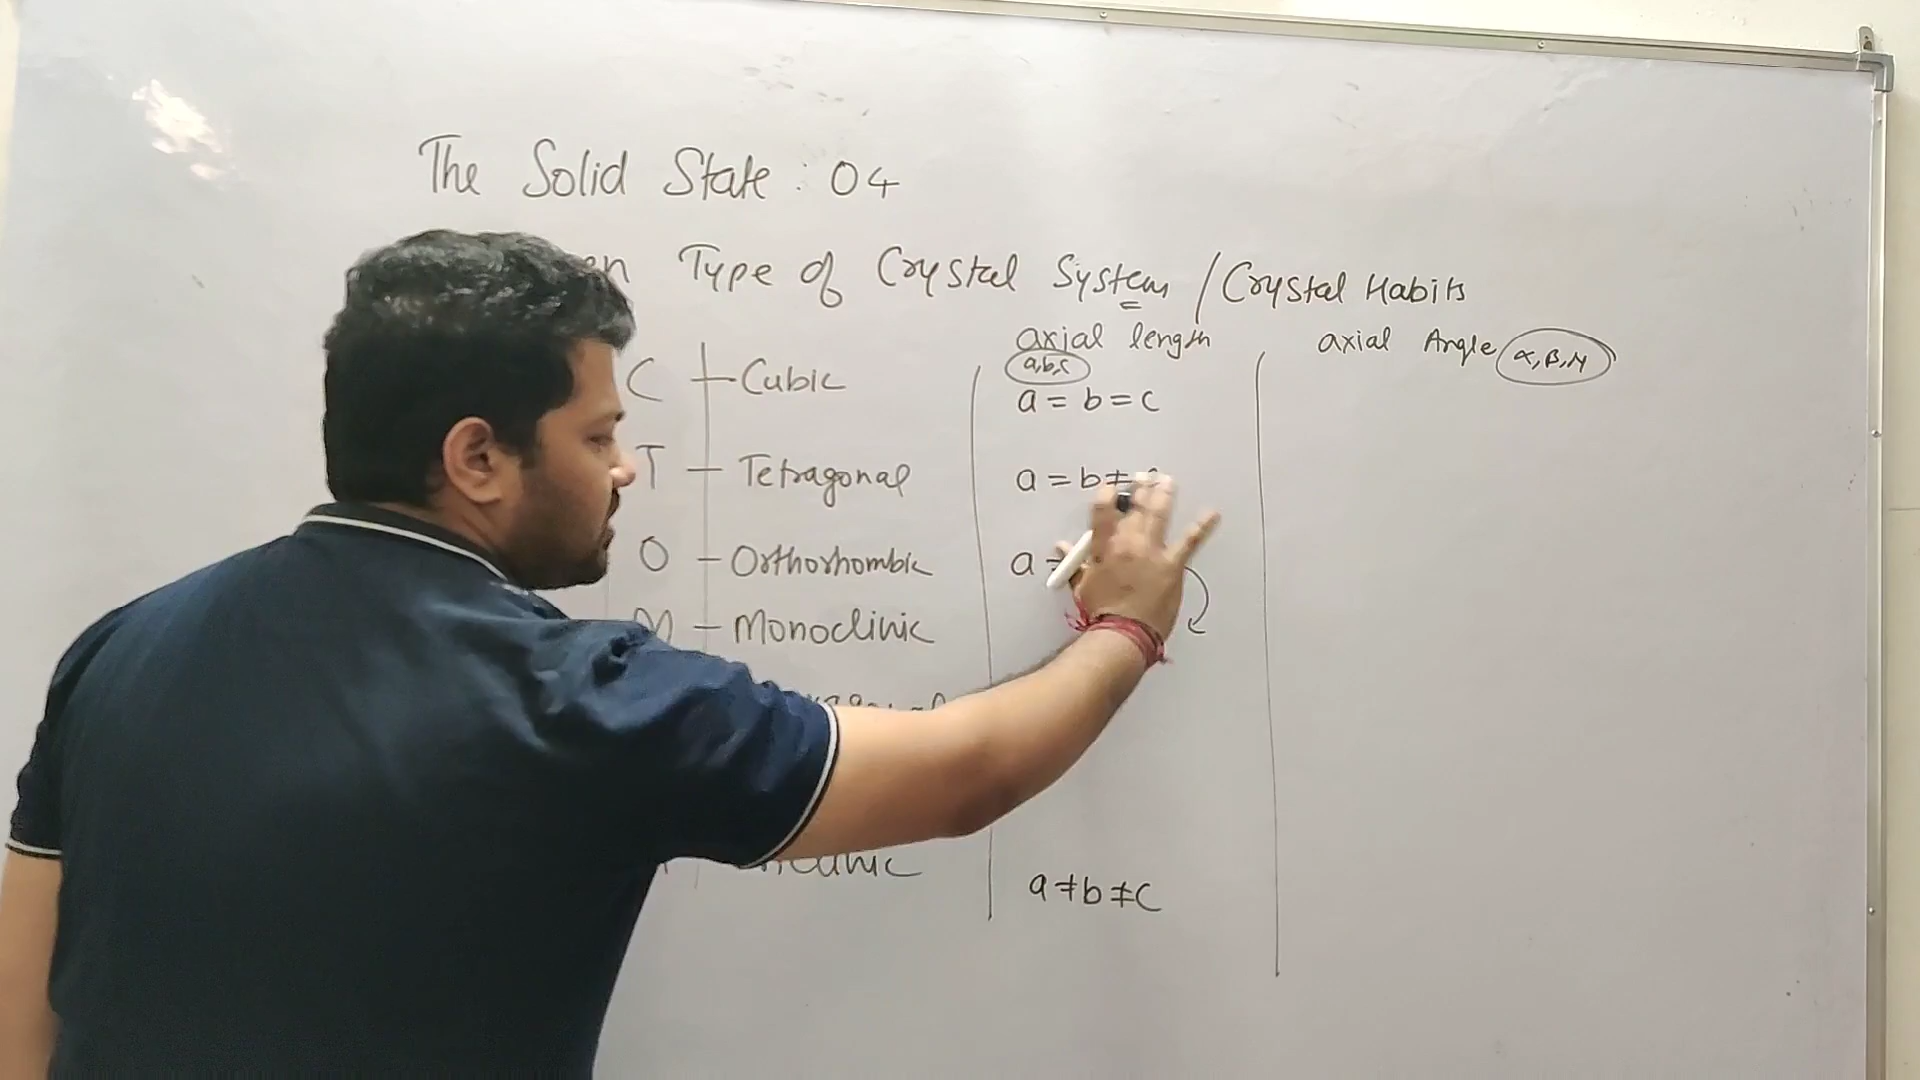 The Solid State : 04
Type of Crystal System / Crystal Habits
axial length
axial Angle α, β, γ
a,b,c
C — Cubic
a = b = c
T — Tetragonal
a = b ≠
O — Orthorhombic
a
M — Monoclinic
a ≠ b ≠ c